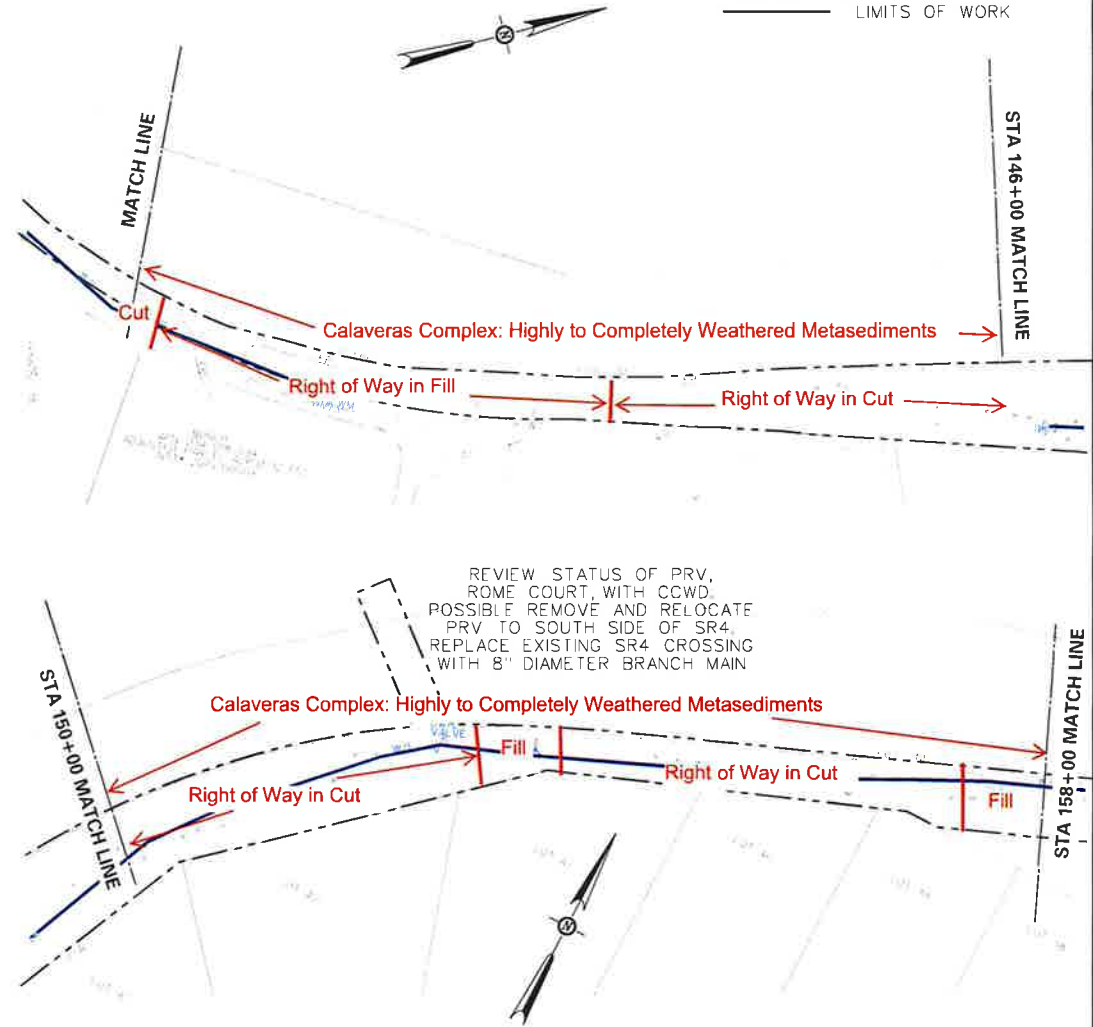 LIMITS OF WORK
N
MATCH LINE
STA 146+00 MATCH LINE
Cut
Calaveras Complex: Highly to Completely Weathered Metasediments
Right of Way in Fill
Right of Way in Cut
REVIEW STATUS OF PRV,
ROME COURT, WITH CCWD.
POSSIBLE REMOVE AND RELOCATE
PRV TO SOUTH SIDE OF SR4.
REPLACE EXISTING SR4 CROSSING
WITH 8" DIAMETER BRANCH MAIN
STA 150+00 MATCH LINE
STA 158+00 MATCH LINE
Calaveras Complex: Highly to Completely Weathered Metasediments
VALVE
Fill
Right of Way in Cut
Right of Way in Cut
Fill
N